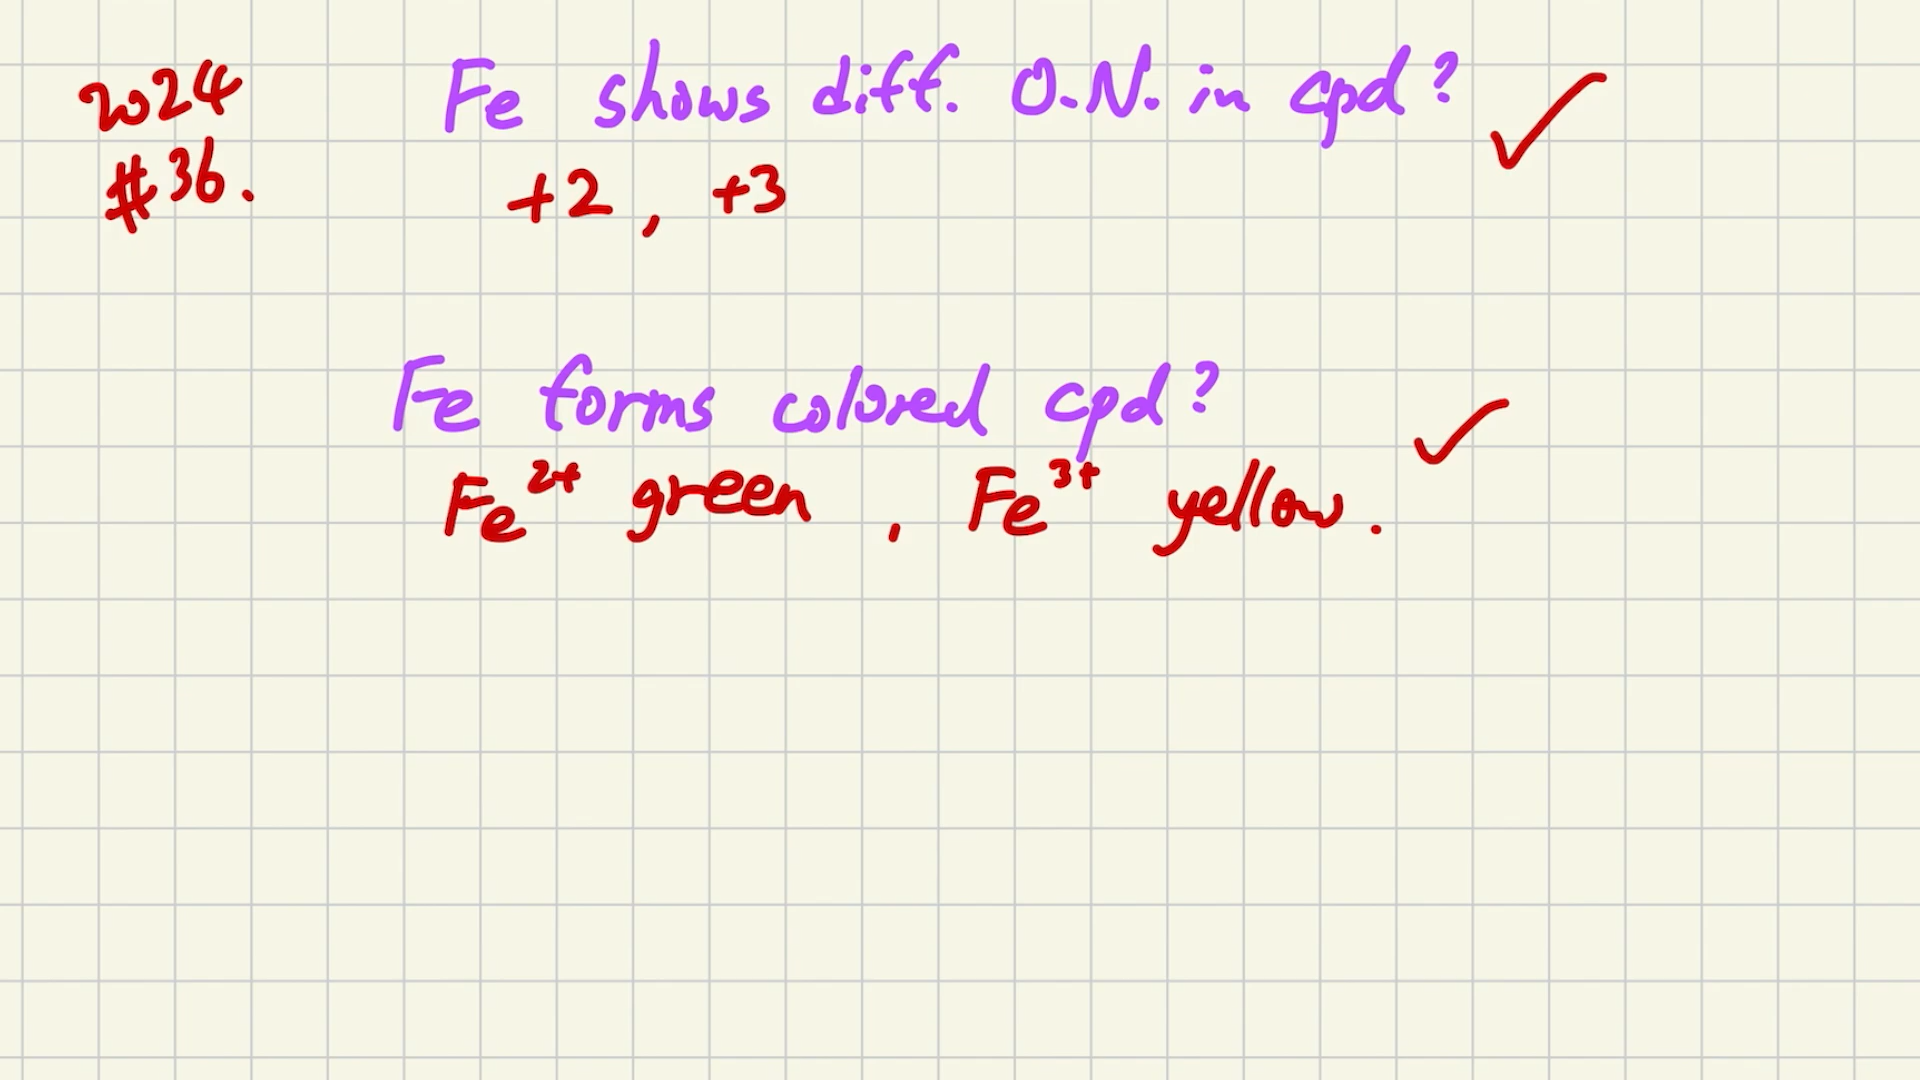 2024
#36.
Fe shows diff. O.N. in cpd? ✓
+2, +3
Fe forms colored cpd? ✓
Fe²⁺ green, Fe³⁺ yellow.